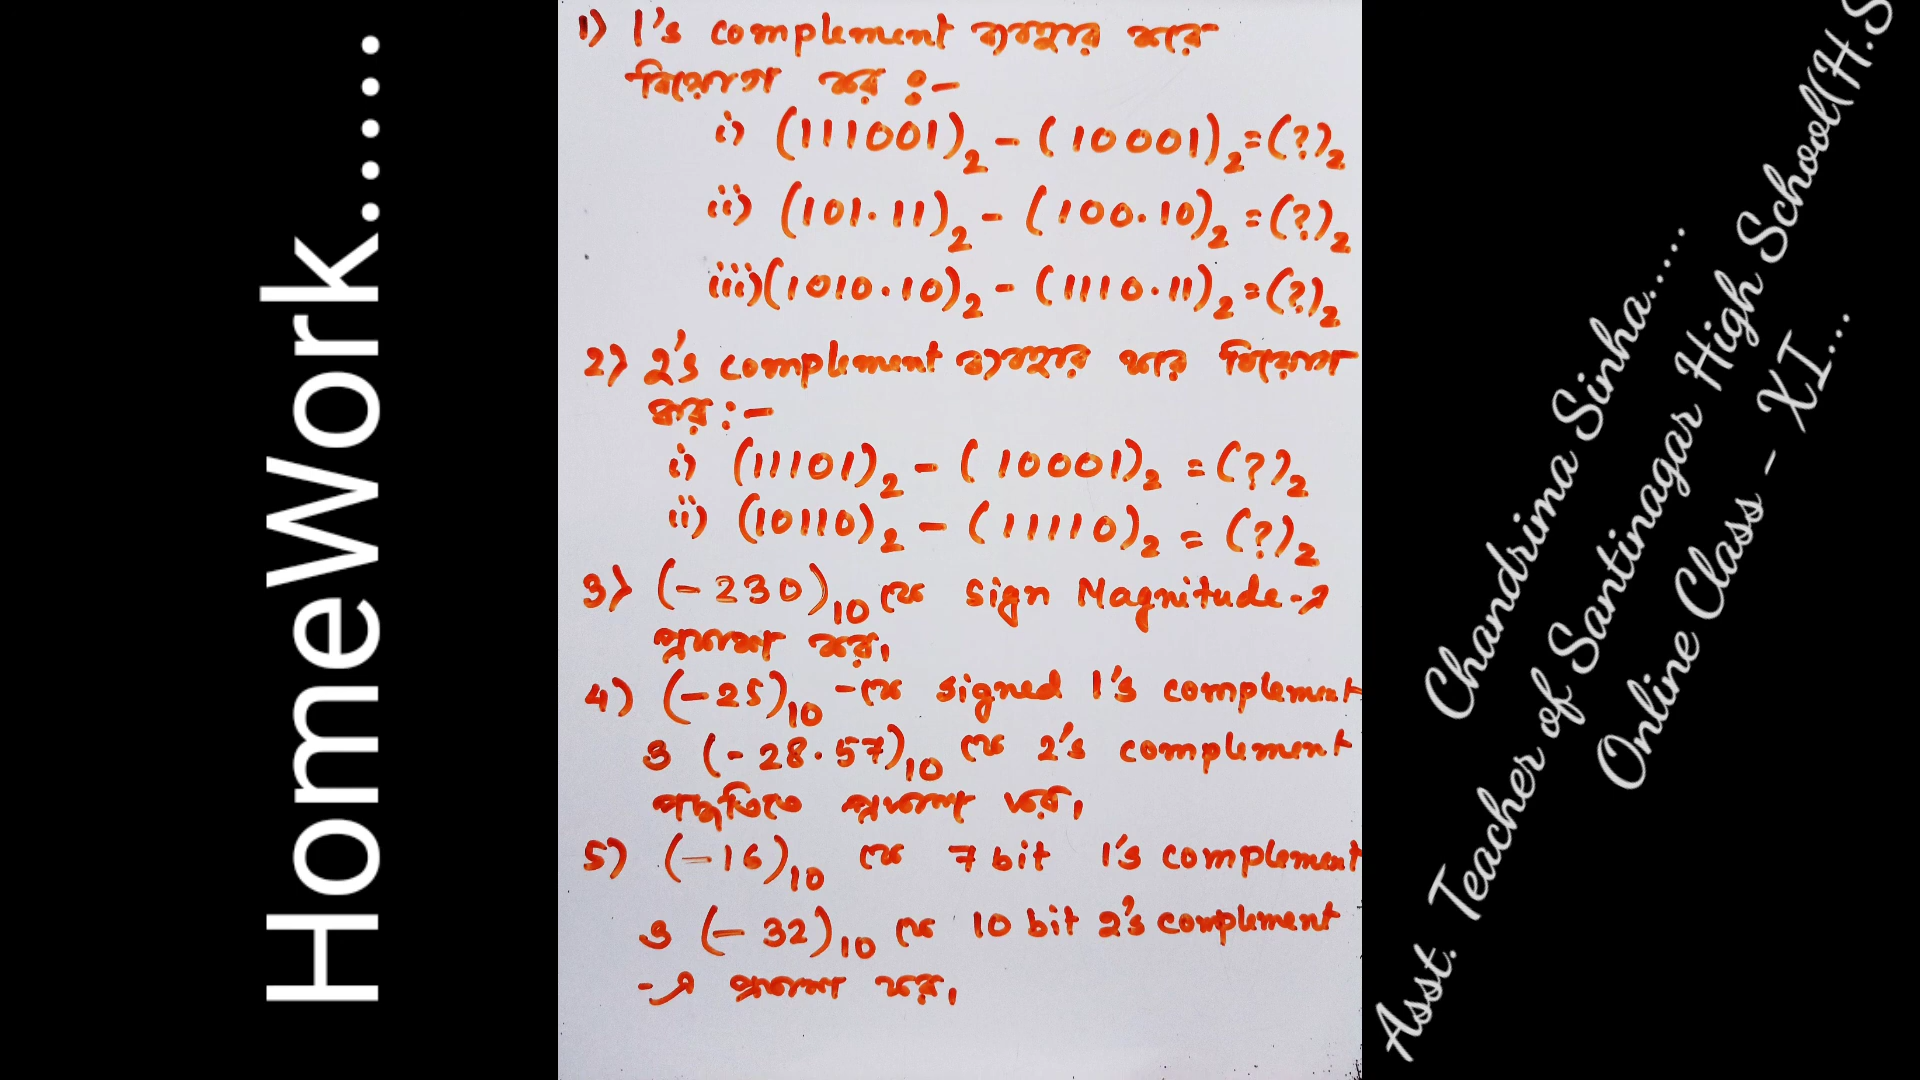 HomeWork.....
1) 1's complement ব্যবহার করে
বিয়োগ কর :-
i) (111001)₂ - (10001)₂ = (?)₂
ii) (101.11)₂ - (100.10)₂ = (?)₂
iii) (1010.10)₂ - (1110.11)₂ = (?)₂
2) 2's complement ব্যবহার করে বিয়োগ
কর :-
i) (11101)₂ - (10001)₂ = (?)₂
ii) (10110)₂ - (11110)₂ = (?)₂
3) (-230)₁₀ কে sign Magnitude-এ
প্রকাশ কর।
4) (-25)₁₀ -কে signed 1's complement
ও (-28.57)₁₀ কে 2's complement
পদ্ধতিতে প্রকাশ কর।
5) (-16)₁₀ কে 7 bit 1's complement
ও (-32)₁₀ কে 10 bit 2's complement
-এ প্রকাশ কর।
Chandrima Sinha.....
Asst. Teacher of Santinagar High School(H.S
Online Class - XI...